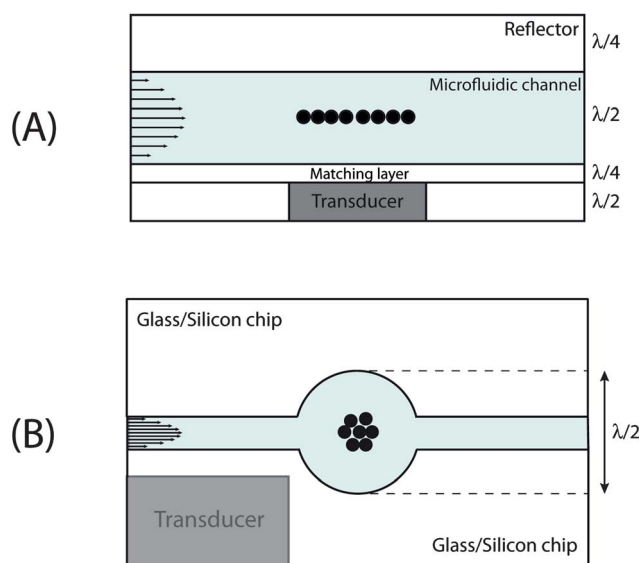 Reflector
λ/4
Microfluidic channel
(A)
λ/2
Matching layer
λ/4
Transducer
λ/2
Glass/Silicon chip
(B)
λ/2
Transducer
Glass/Silicon chip